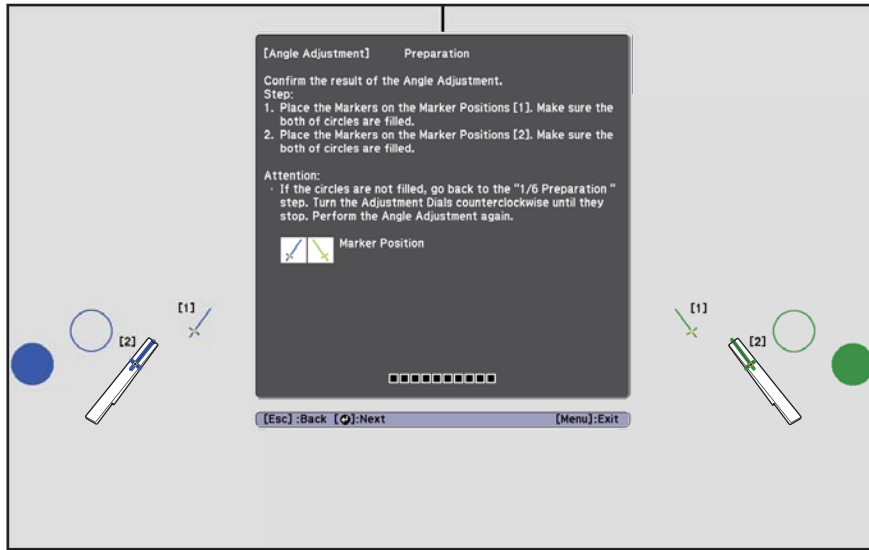 [Angle Adjustment] Preparation
Confirm the result of the Angle Adjustment.
Step:
1. Place the Markers on the Marker Positions [1]. Make sure the
both of circles are filled.
2. Place the Markers on the Marker Positions [2]. Make sure the
both of circles are filled.
Attention:
· If the circles are not filled, go back to the "1/6 Preparation "
step. Turn the Adjustment Dials counterclockwise until they
stop. Perform the Angle Adjustment again.
Marker Position
[1]
[2]
[1]
[2]
[Esc] :Back [⏎]:Next [Menu]:Exit